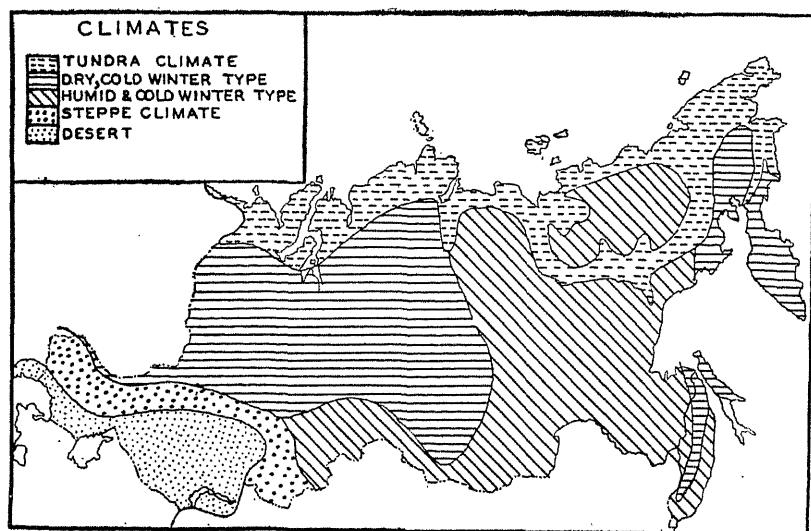 CLIMATES
TUNDRA CLIMATE
DRY, COLD WINTER TYPE
HUMID & COLD WINTER TYPE
STEPPE CLIMATE
DESERT